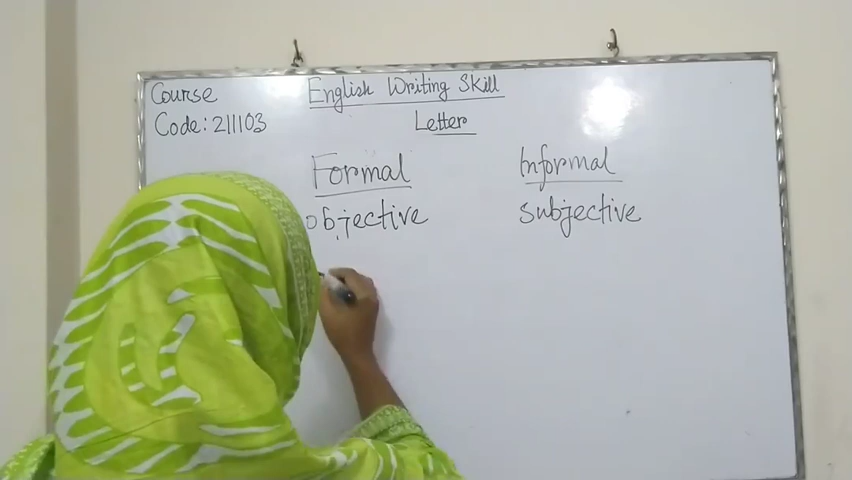 Course English Writing Skill
Code: 211103 Letter
Formal Informal
objective subjective